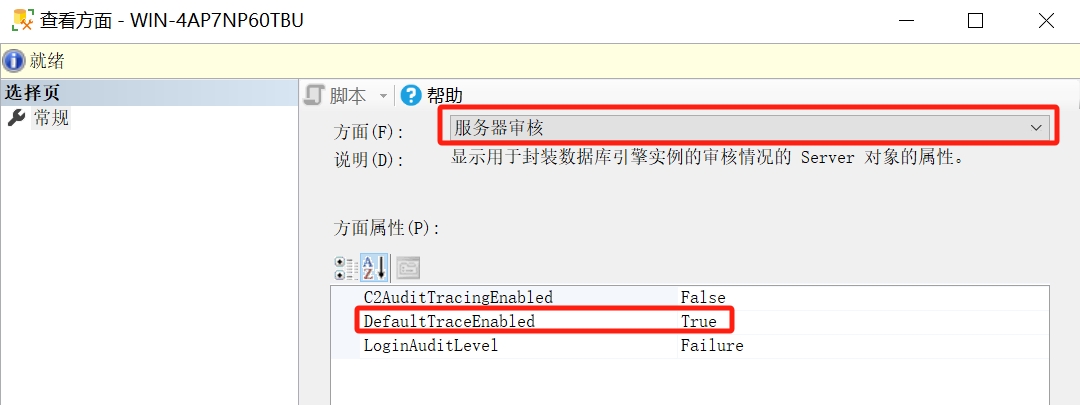 查看方面 - WIN-4AP7NP60TBU
就绪
选择页
常规
脚本 帮助
方面(F): 服务器审核
说明(D): 显示用于封装数据库引擎实例的审核情况的 Server 对象的属性。
方面属性(P):
C2AuditTracingEnabled False
DefaultTraceEnabled True
LoginAuditLevel Failure